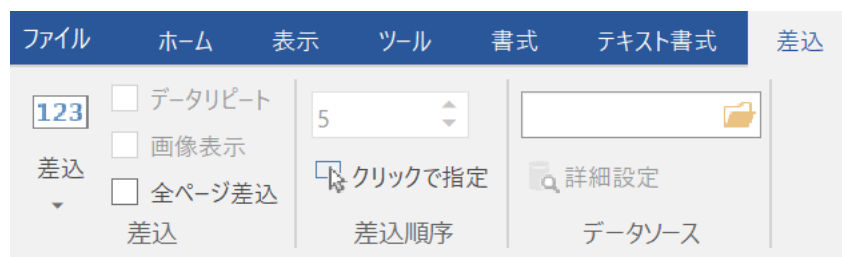 ファイル ホーム 表示 ツール 書式 テキスト書式 差込
123
差込
データリピート
画像表示
全ページ差込
差込
5
クリックで指定
差込順序
詳細設定
データソース